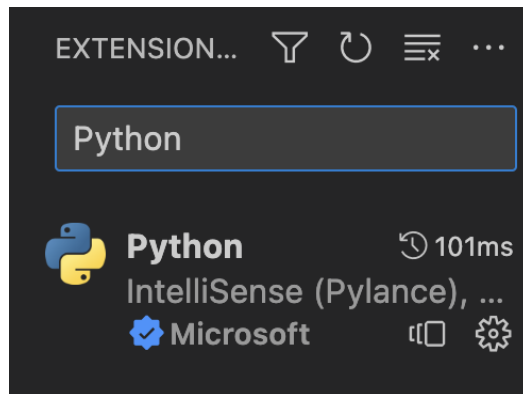 EXTENSION...
Python
Python 101ms
IntelliSense (Pylance), ...
Microsoft